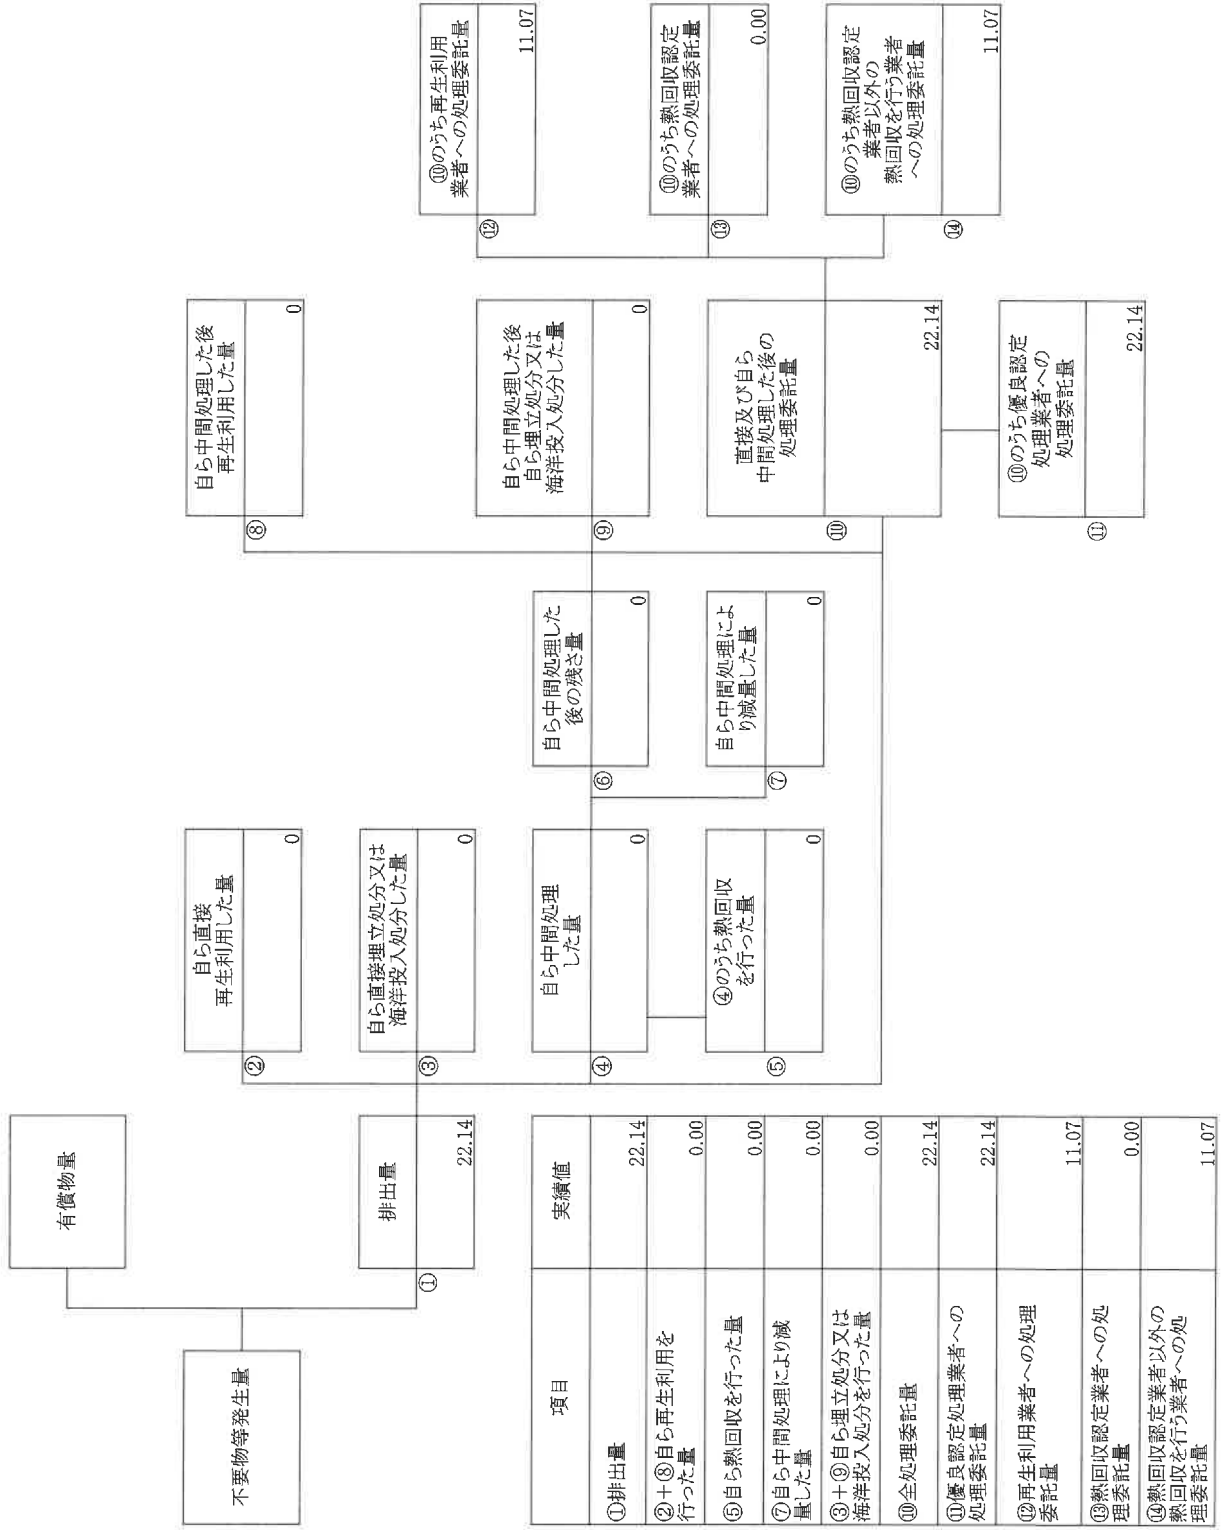 不要物等発生量
有償物量
排出量
①
22.14
自ら直接
再生利用した量
②
0
自ら直接埋立処分又は
海洋投入処分した量
③
0
自ら中間処理
した量
④
0
④のうち熱回収
を行った量
⑤
0
自ら中間処理した
後の残さ量
⑥
0
自ら中間処理によ
り減量した量
⑦
0
自ら中間処理した後
再生利用した量
⑧
0
自ら中間処理した後
自ら埋立処分又は
海洋投入処分した量
⑨
0
直接及び自ら
中間処理した後の
処理委託量
⑩
22.14
⑩のうち優良認定
処理業者への
処理委託量
⑪
22.14
⑩のうち再生利用
業者への処理委託量
⑫
11.07
⑩のうち熱回収認定
業者への処理委託量
⑬
0.00
⑩のうち熱回収認定
業者以外の
熱回収を行う業者
への処理委託量
⑭
11.07
項目 実績値
①排出量 22.14
②+⑧自ら再生利用を
行った量 0.00
⑤自ら熱回収を行った量 0.00
⑦自ら中間処理により減
量した量 0.00
③+⑨自ら埋立処分又は
海洋投入処分を行った量 0.00
⑩全処理委託量 22.14
⑪優良認定処理業者への
処理委託量 22.14
⑫再生利用業者への処理
委託量 11.07
⑬熱回収認定業者への処
理委託量 0.00
⑭熱回収認定業者以外の
熱回収を行う業者への処
理委託量 11.07